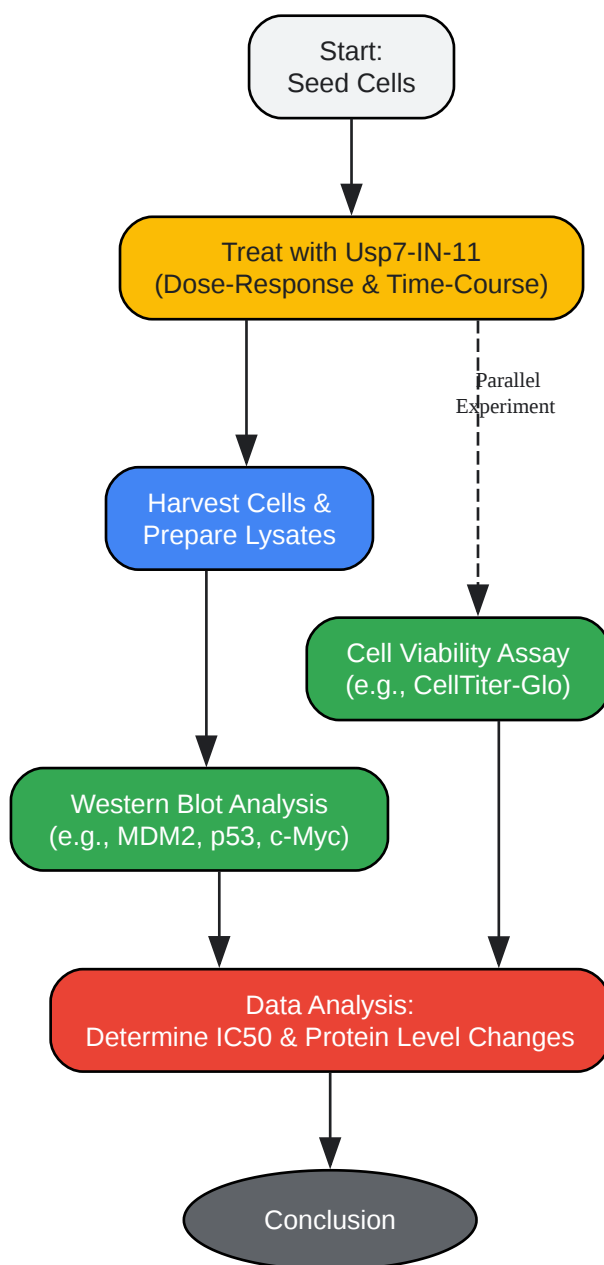 Start:
Seed Cells
Treat with Usp7-IN-11
(Dose-Response & Time-Course)
Parallel
Experiment
Harvest Cells &
Prepare Lysates
Cell Viability Assay
(e.g., CellTiter-Glo)
Western Blot Analysis
(e.g., MDM2, p53, c-Myc)
Data Analysis:
Determine IC50 & Protein Level Changes
Conclusion